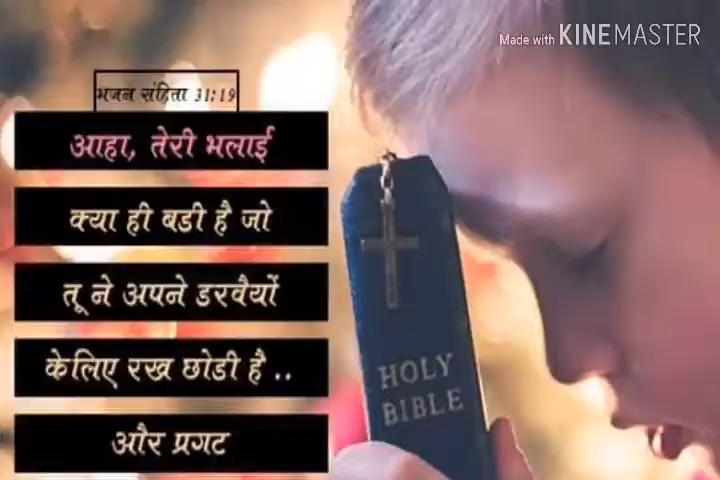 Made with KINEMASTER
भजन संहिता 31:19
आहा, तेरी भलाई
क्या ही बडी है जो
तू ने अपने डरवैयों
केलिए रख छोडी है ..
और प्रगट
HOLY
BIBLE